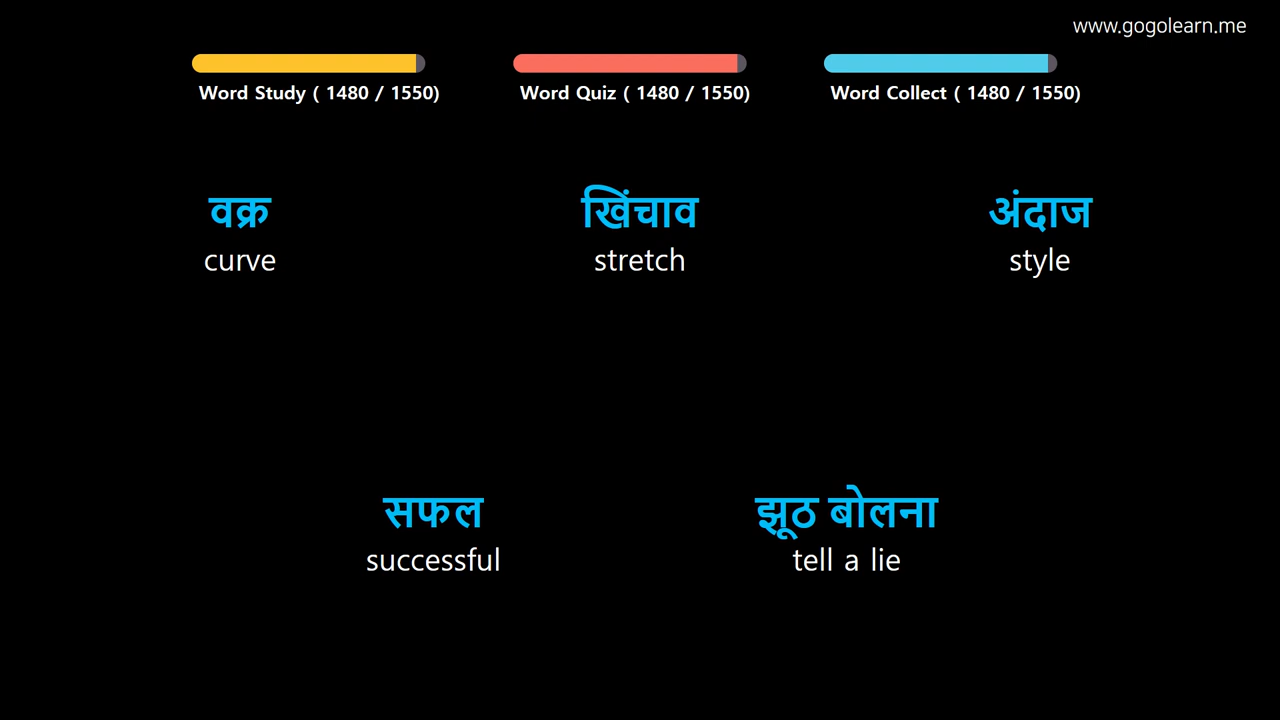 www.gogolearn.me
Word Study ( 1480 / 1550)
Word Quiz ( 1480 / 1550)
Word Collect ( 1480 / 1550)
वक्र
curve
खिंचाव
stretch
अंदाज
style
सफल
successful
झूठ बोलना
tell a lie